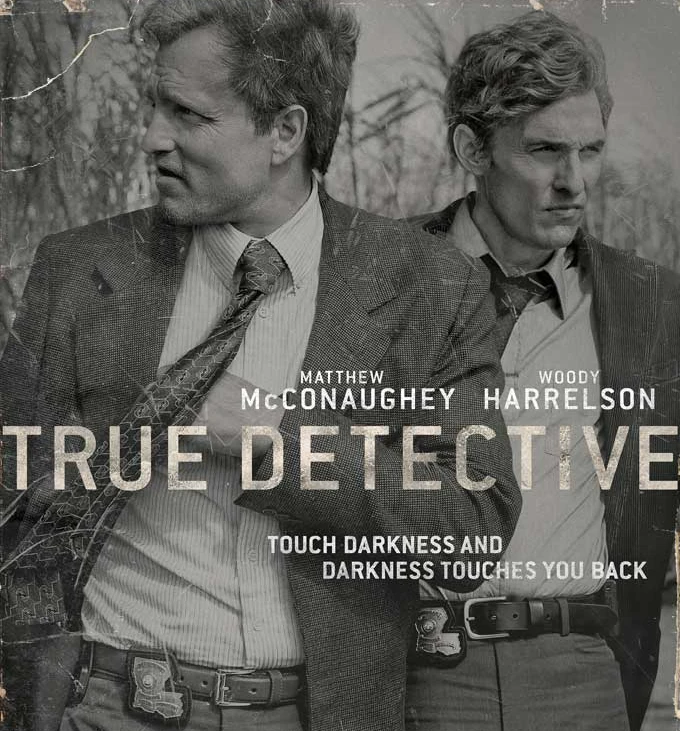 MATTHEW WOODY
McCONAUGHEY HARRELSON
TRUE DETECTIVE
TOUCH DARKNESS AND
DARKNESS TOUCHES YOU BACK